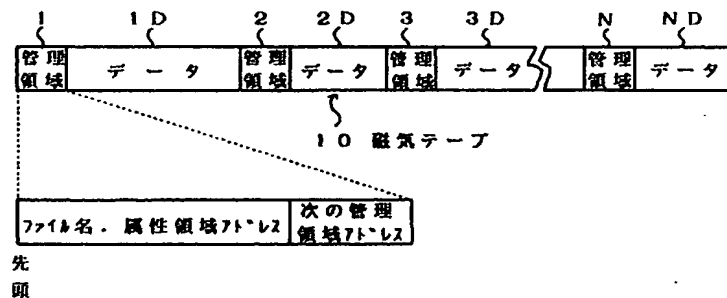 1 1D 2 2D 3 3D N ND
管理領域 データ 管理領域 データ 管理領域 データ 管理領域 データ
10 磁気テープ
ファイル名．属性領域アドレス 次の管理領域アドレス
先頭